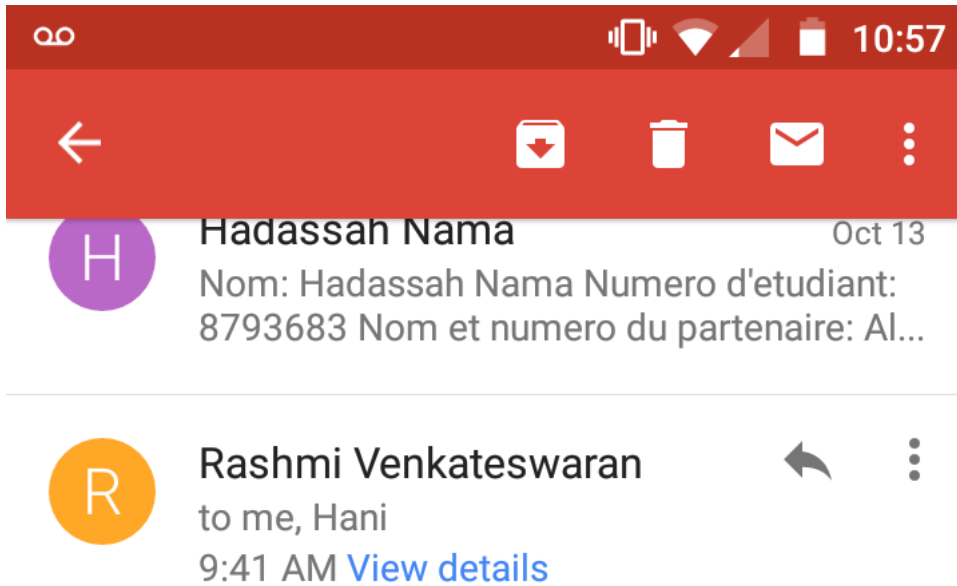 10:57
Hadassah Nama
Oct 13
H
Nom: Hadassah Nama Numero d'etudiant:
8793683 Nom et numero du partenaire: Al...
R
Rashmi Venkateswaran
to me, Hani
9:41 AM View details